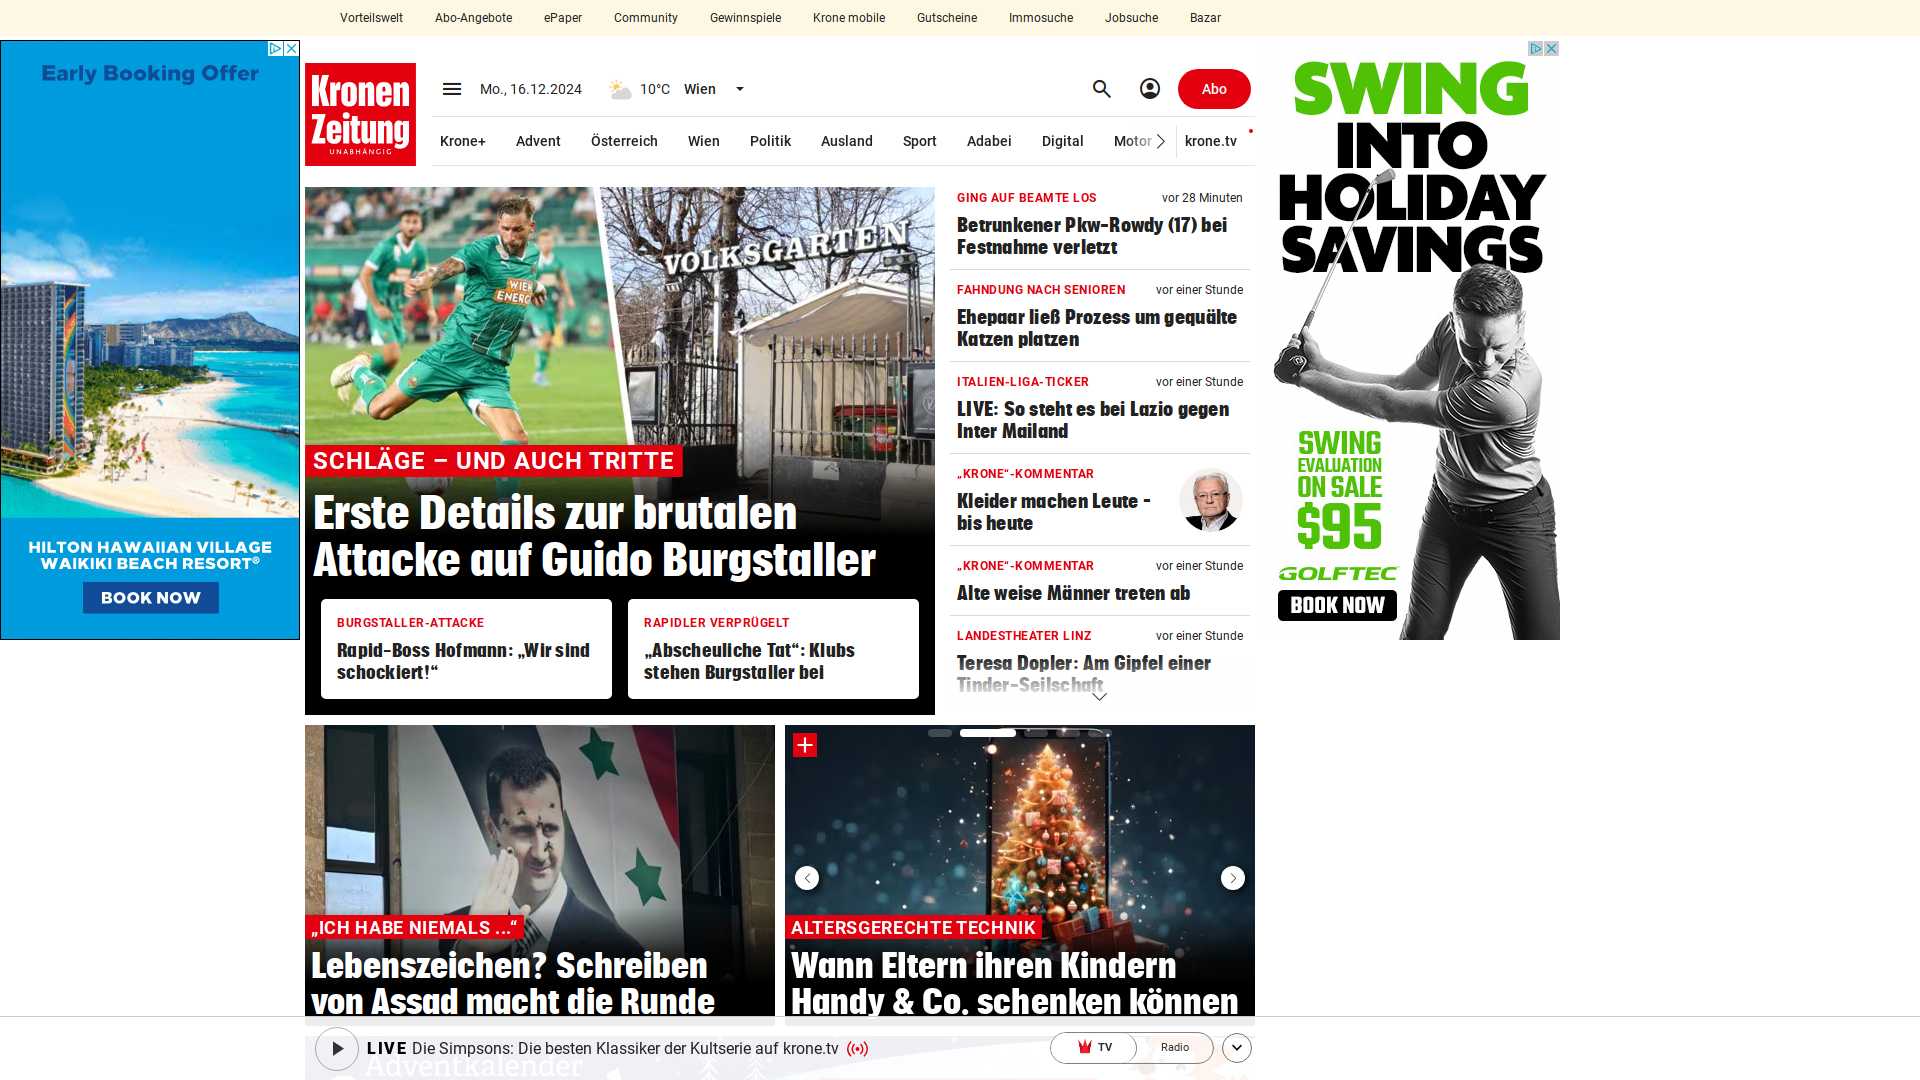 Vorteilswelt
Abo-Angebote
ePaper
Community
Gewinnspiele
Krone mobile
Gutscheine
Immosuche
Jobsuche
Bazar
Early Booking Offer
HILTON HAWAIIAN VILLAGE
WAIKIKI BEACH RESORT®
BOOK NOW
Kronen
Zeitung
UNABHÄNGIG
Mo., 16.12.2024
10°C
Wien
Abo
Krone+
Advent
Österreich
Wien
Politik
Ausland
Sport
Adabei
Digital
Motor
krone.tv
WIEN
ENERGIE
VOLKSGARTEN
SCHLÄGE – UND AUCH TRITTE
Erste Details zur brutalen
Attacke auf Guido Burgstaller
BURGSTALLER-ATTACKE
Rapid-Boss Hofmann: „Wir sind
schockiert!“
RAPIDLER VERPRÜGELT
„Abscheuliche Tat“: Klubs
stehen Burgstaller bei
GING AUF BEAMTE LOS
vor 28 Minuten
Betrunkener Pkw-Rowdy (17) bei
Festnahme verletzt
FAHNDUNG NACH SENIOREN
vor einer Stunde
Ehepaar ließ Prozess um gequälte
Katzen platzen
ITALIEN-LIGA-TICKER
vor einer Stunde
LIVE: So steht es bei Lazio gegen
Inter Mailand
„KRONE“-KOMMENTAR
Kleider machen Leute -
bis heute
„KRONE“-KOMMENTAR
vor einer Stunde
Alte weise Männer treten ab
LANDESTHEATER LINZ
vor einer Stunde
Teresa Dopler: Am Gipfel einer
Tinder-Seilschaft
SWING
INTO
HOLIDAY
SAVINGS
SWING
EVALUATION
ON SALE
$95
GOLFTEC
BOOK NOW
„ICH HABE NIEMALS ...“
Lebenszeichen? Schreiben
von Assad macht die Runde
ALTERSGERECHTE TECHNIK
Wann Eltern ihren Kindern
Handy & Co. schenken können
LIVE Die Simpsons: Die besten Klassiker der Kultserie auf krone.tv
TV
Radio
Adventkalender